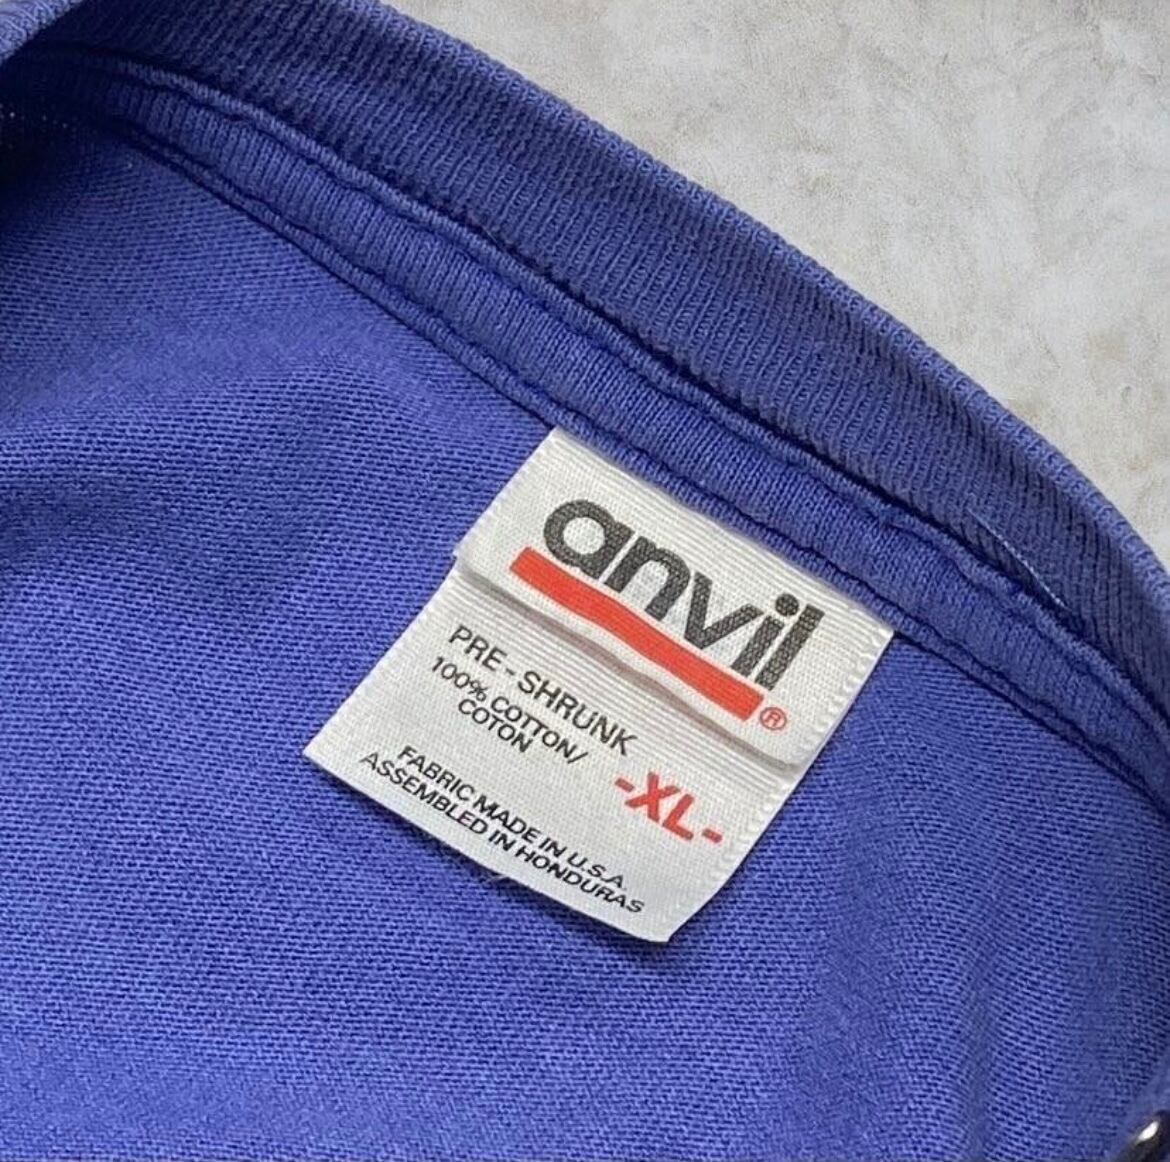 anvil®
PRE-SHRUNK
100% COTTON/
COTON
-XL-
FABRIC MADE IN U.S.A.
ASSEMBLED IN HONDURAS